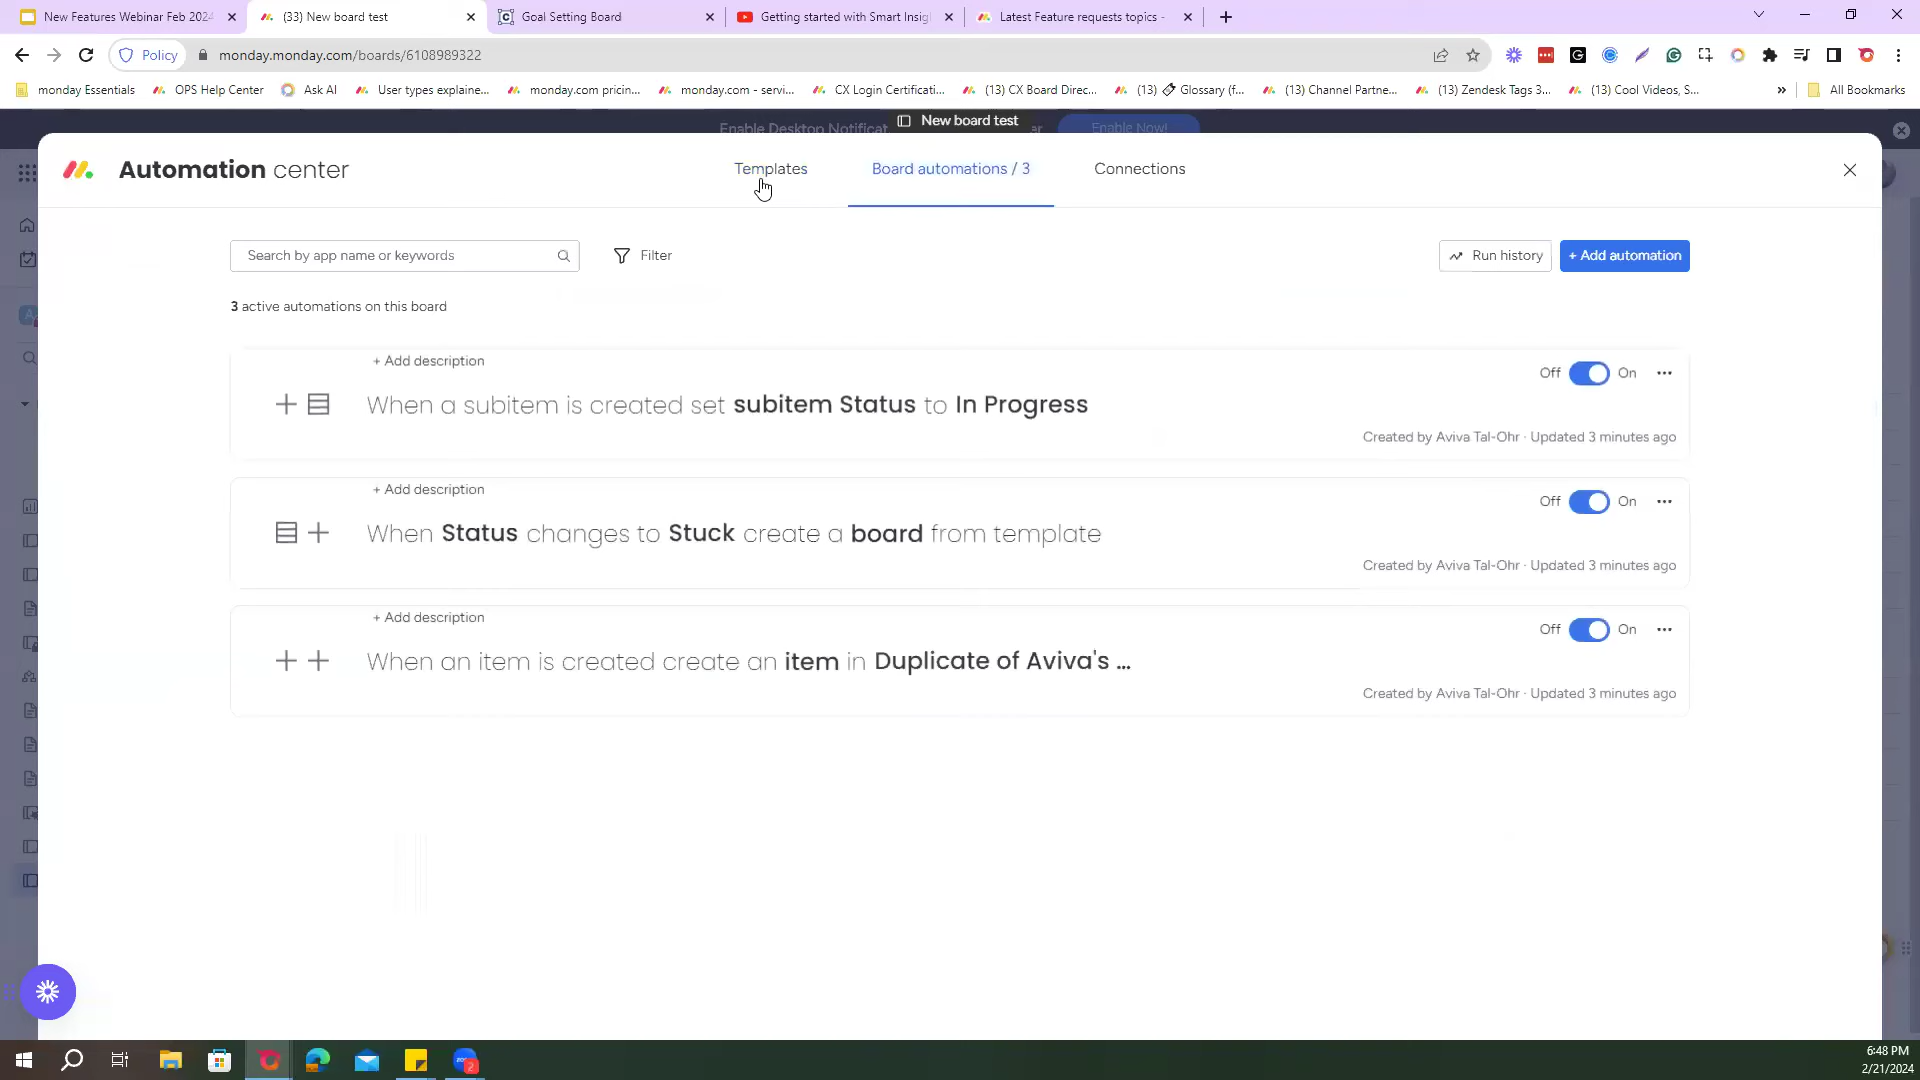 New Features Webinar Feb 2024
(33) New board test
Goal Setting Board
Getting started with Smart Insig
Latest Feature requests topics -
Policy
monday.monday.com/boards/6108989322
monday Essentials
OPS Help Center
Ask AI
User types explaine...
monday.com pricin...
monday.com - servi...
CX Login Certificati...
(13) CX Board Direc...
(13) Glossary (f...
(13) Channel Partne...
(13) Zendesk Tags 3...
(13) Cool Videos, S...
All Bookmarks
Enable Desktop Notificat
New board test
er
Enable Now!
Automation center
Templates
Board automations / 3
Connections
Search by app name or keywords
Filter
Run history
+ Add automation
3 active automations on this board
+ Add description
Off On
When a subitem is created set subitem Status to In Progress
Created by Aviva Tal-Ohr · Updated 3 minutes ago
+ Add description
Off On
When Status changes to Stuck create a board from template
Created by Aviva Tal-Ohr · Updated 3 minutes ago
+ Add description
Off On
When an item is created create an item in Duplicate of Aviva's ...
Created by Aviva Tal-Ohr · Updated 3 minutes ago
6:48 PM
2/21/2024